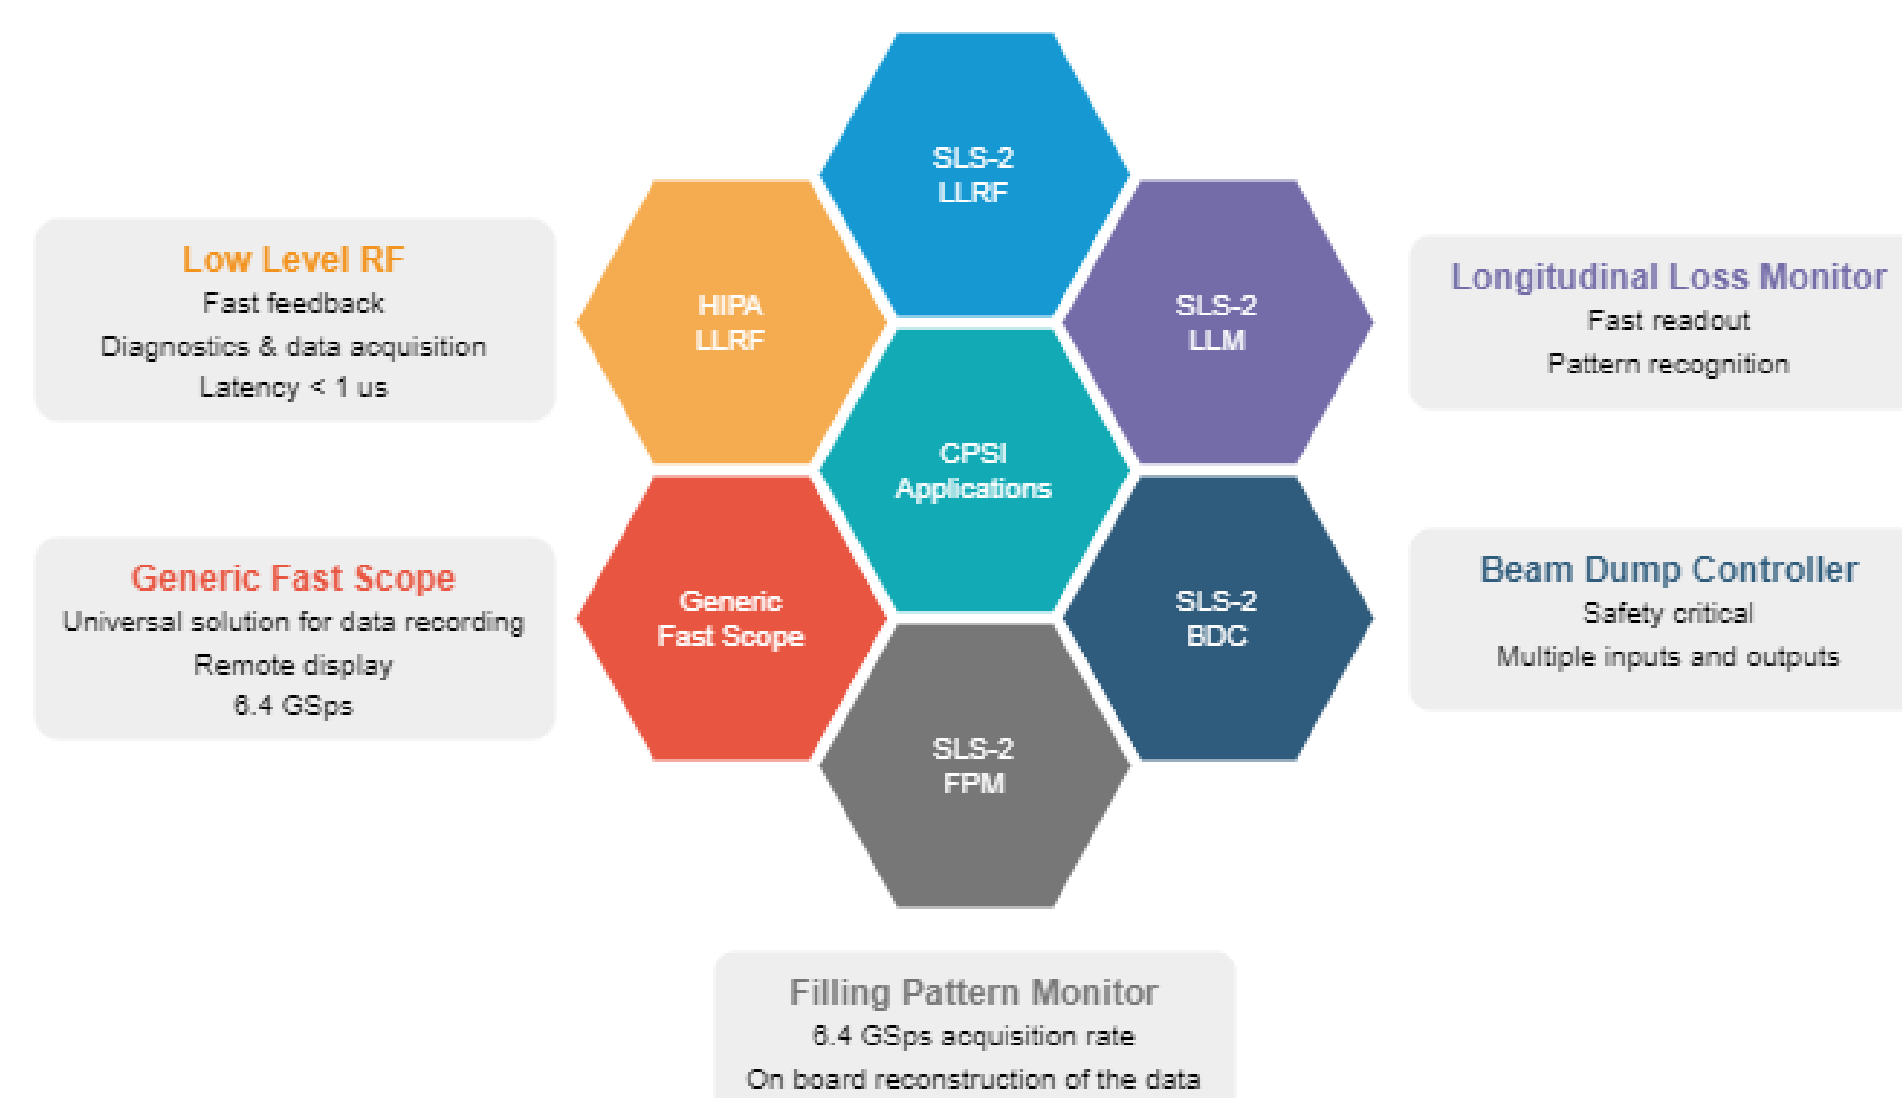 SLS-2
LLRF
HIPA
LLRF
SLS-2
LLM
CPSI
Applications
Generic
Fast Scope
SLS-2
BDC
SLS-2
FPM
Low Level RF
Fast feedback
Diagnostics & data acquisition
Latency < 1 us
Longitudinal Loss Monitor
Fast readout
Pattern recognition
Generic Fast Scope
Universal solution for data recording
Remote display
6.4 GSps
Beam Dump Controller
Safety critical
Multiple inputs and outputs
Filling Pattern Monitor
6.4 GSps acquisition rate
On board reconstruction of the data